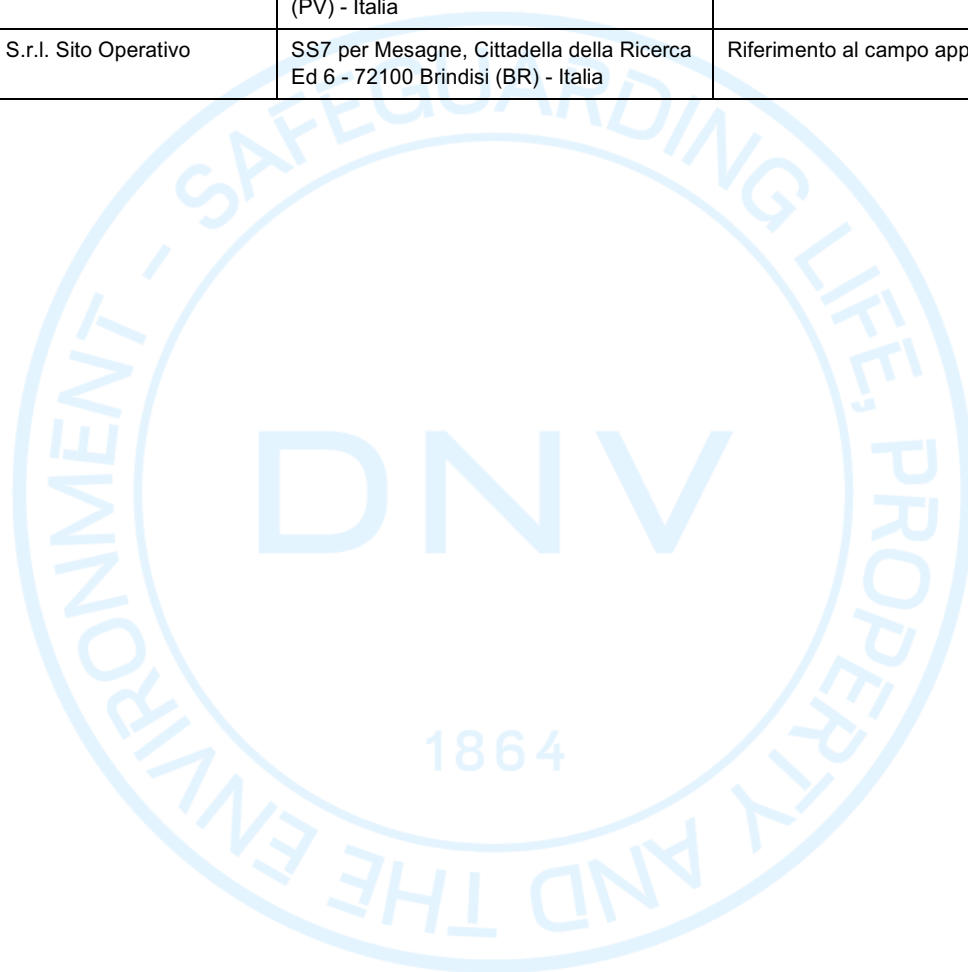 (PV) - Italia
S.r.l. Sito Operativo
SS7 per Mesagne, Cittadella della Ricerca
Ed 6 - 72100 Brindisi (BR) - Italia
Riferimento al campo app
SAFEGUARDING LIFE, PROPERTY AND THE ENVIRONMENT -
DNV
1864